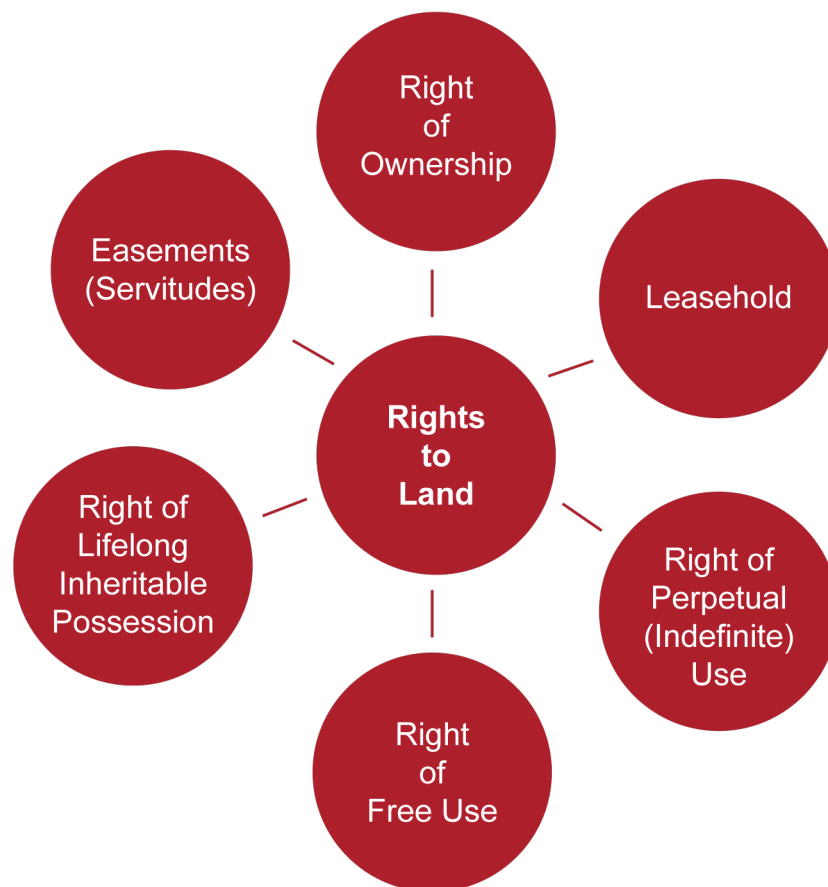 Right
of
Ownership
Easements
(Servitudes)
Leasehold
Rights
to
Land
Right of
Lifelong
Inheritable
Possession
Right of
Perpetual
(Indefinite)
Use
Right
of
Free Use